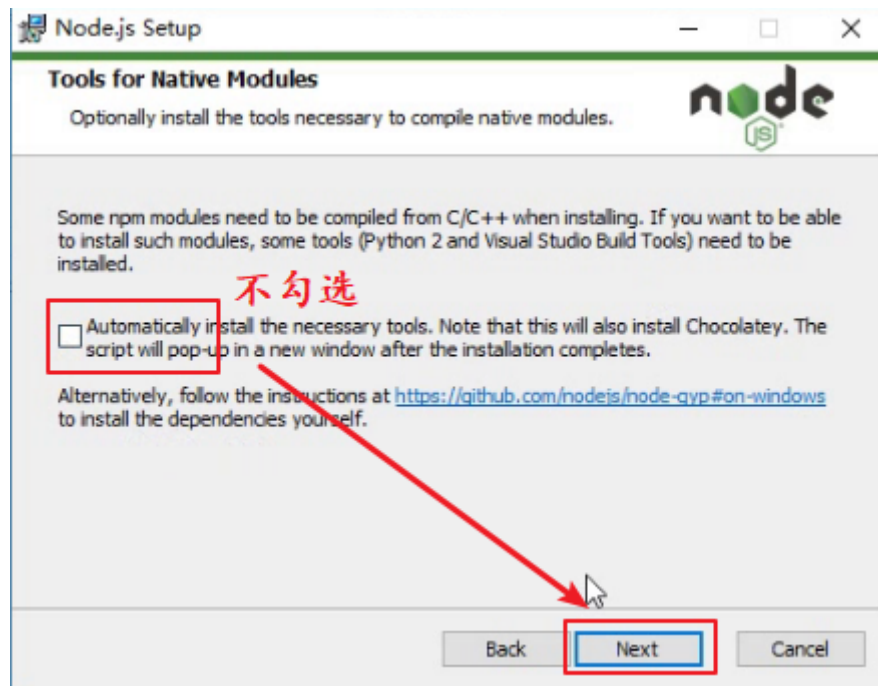 Node.js Setup
Tools for Native Modules
Optionally install the tools necessary to compile native modules.
node
JS
Some npm modules need to be compiled from C/C++ when installing. If you want to be able
to install such modules, some tools (Python 2 and Visual Studio Build Tools) need to be
installed.
不勾选
Automatically install the necessary tools. Note that this will also install Chocolatey. The
script will pop-up in a new window after the installation completes.
Alternatively, follow the instructions at https://github.com/nodejs/node-gyp#on-windows
to install the dependencies yourself.
Back Next Cancel